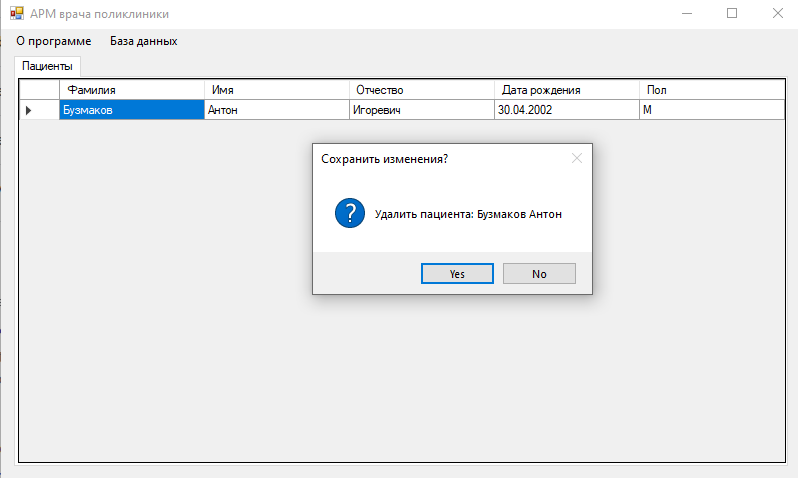 АРМ врача поликлиники
О программе База данных
Пациенты
Фамилия Имя Отчество Дата рождения Пол
Бузмаков Антон Игоревич 30.04.2002 М
Сохранить изменения?
Удалить пациента: Бузмаков Антон
Yes No